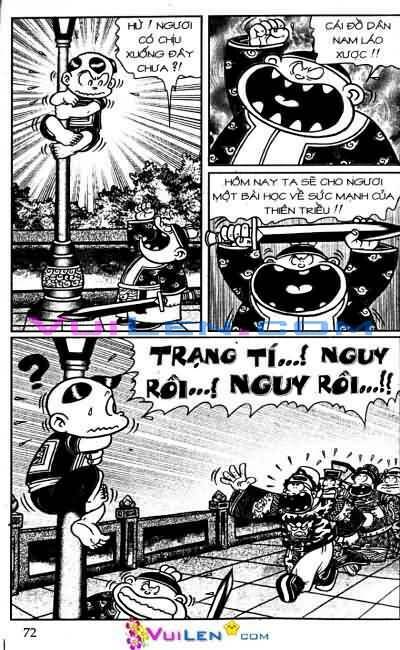 HỪ ! NGƯƠI
CÓ CHỊU
XUỐNG ĐÂY
CHƯA ?!
CÁI ĐỒ DÂN
NAM LÁO
XƯỢC !!
HÔM NAY TA SẼ CHO NGƯƠI
MỘT BÀI HỌC VỀ SỨC MẠNH CỦA
THIÊN TRIỀU !!
VUILEN.COM
?
TRẠNG TÍ...! NGUY
RỒI...! NGUY RỒI...!!
72
VUILEN.COM